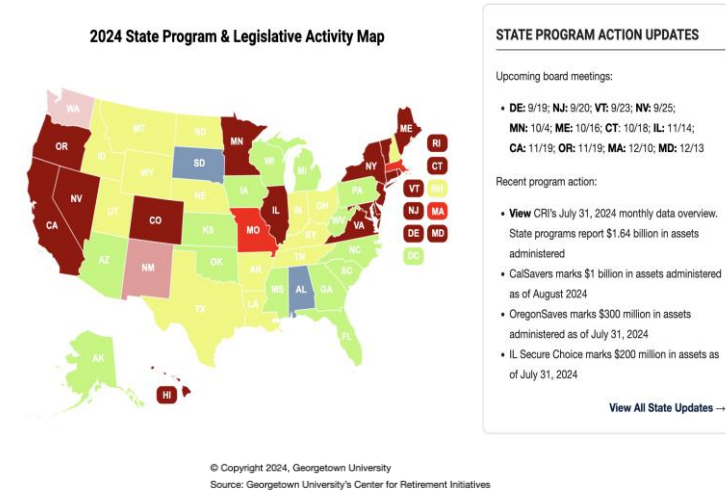 2024 State Program & Legislative Activity Map
WA
OR
CA
NV
ID
MT
WY
UT
AZ
CO
NM
ND
SD
NE
KS
OK
TX
MN
IA
MO
AR
LA
WI
IL
MI
IN
OH
KY
TN
MS
AL
GA
FL
SC
NC
VA
WV
PA
NY
ME
RI
CT
VT
NH
NJ
MA
DE
MD
DC
AK
HI
STATE PROGRAM ACTION UPDATES
Upcoming board meetings:
• DE: 9/19; NJ: 9/20; VT: 9/23; NV: 9/25;
MN: 10/4; ME: 10/16; CT: 10/18; IL: 11/14;
CA: 11/19; OR: 11/19; MA: 12/10; MD: 12/13
Recent program action:
• View CRI's July 31, 2024 monthly data overview.
State programs report $1.64 billion in assets
administered
• CalSavers marks $1 billion in assets administered
as of August 2024
• OregonSaves marks $300 million in assets
administered as of July 31, 2024
• IL Secure Choice marks $200 million in assets as
of July 31, 2024
View All State Updates →
© Copyright 2024, Georgetown University
Source: Georgetown University's Center for Retirement Initiatives